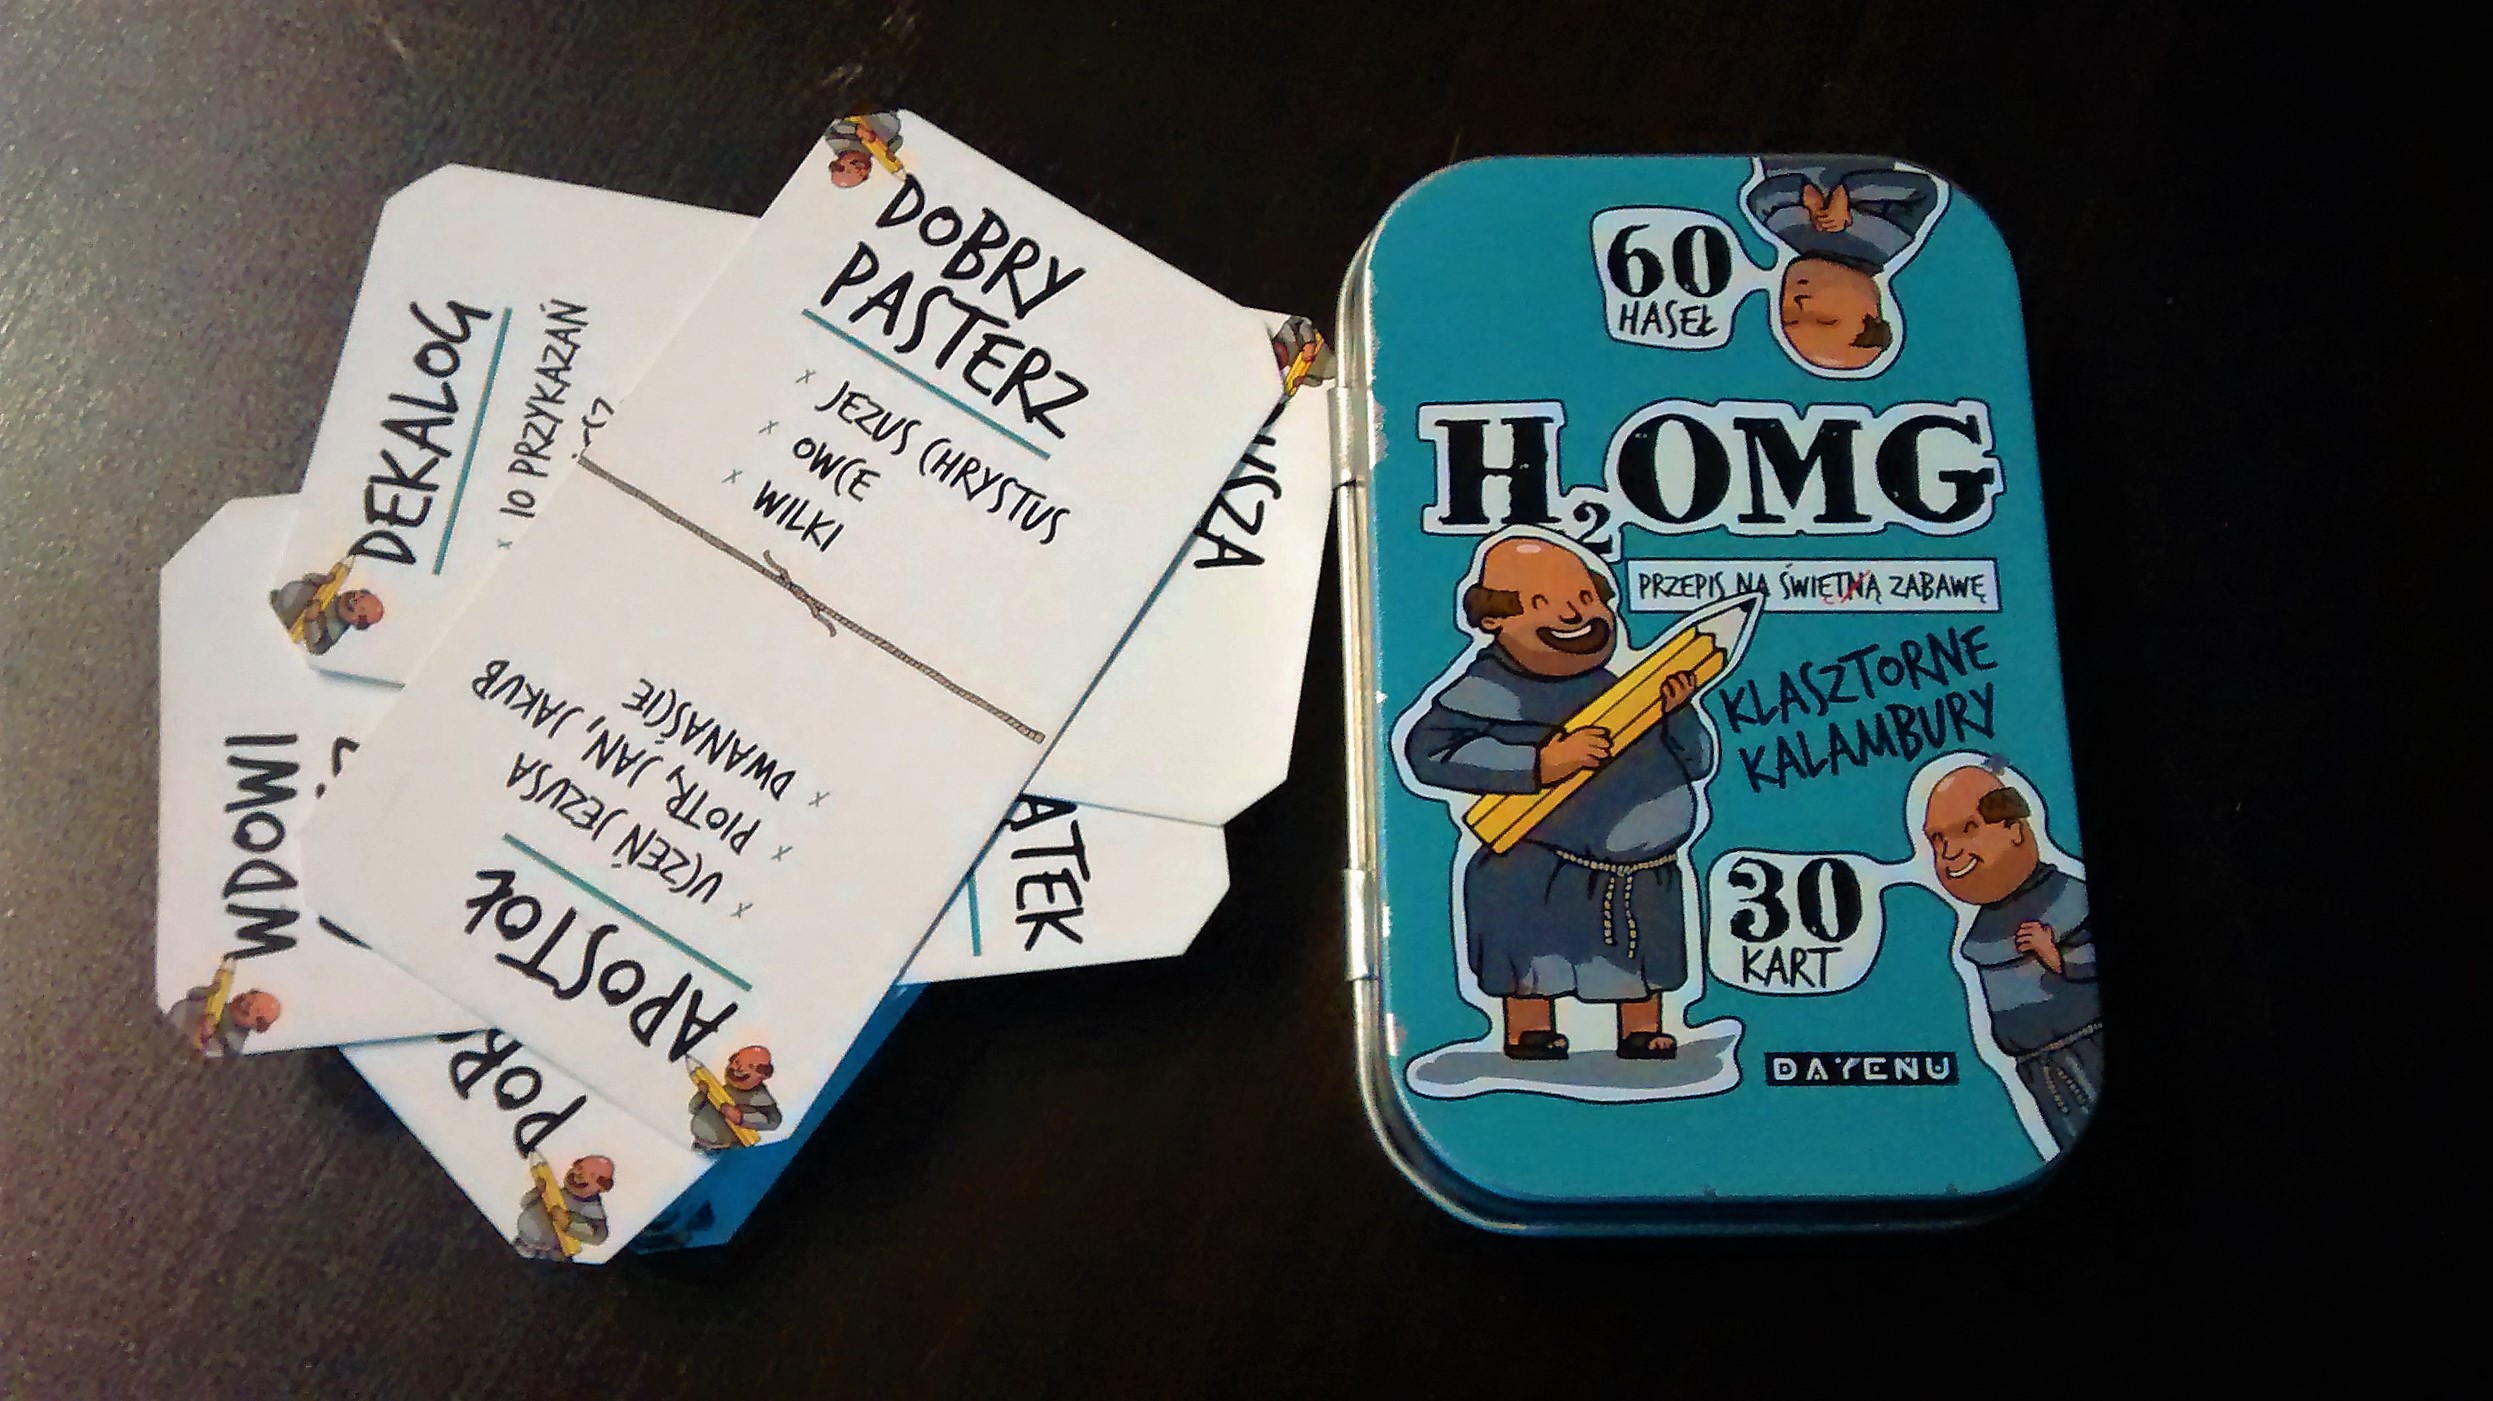 DOBRY
PASTERZ
x JEZUS CHRYSTUS
x OWCE
x WILKI
APOSTOŁ
x UCZEŃ JEZUSA
x PIOTR, JAN, JAKUB
x DWANAŚCIE
DEKALOG
x 10 PRZYKAZAŃ
WDOWI
60
HASEŁ
H2OMG
PRZEPIS NA ŚWIĘTNĄ ZABAWĘ
KLASZTORNE
KALAMBURY
30
KART
DAYENU